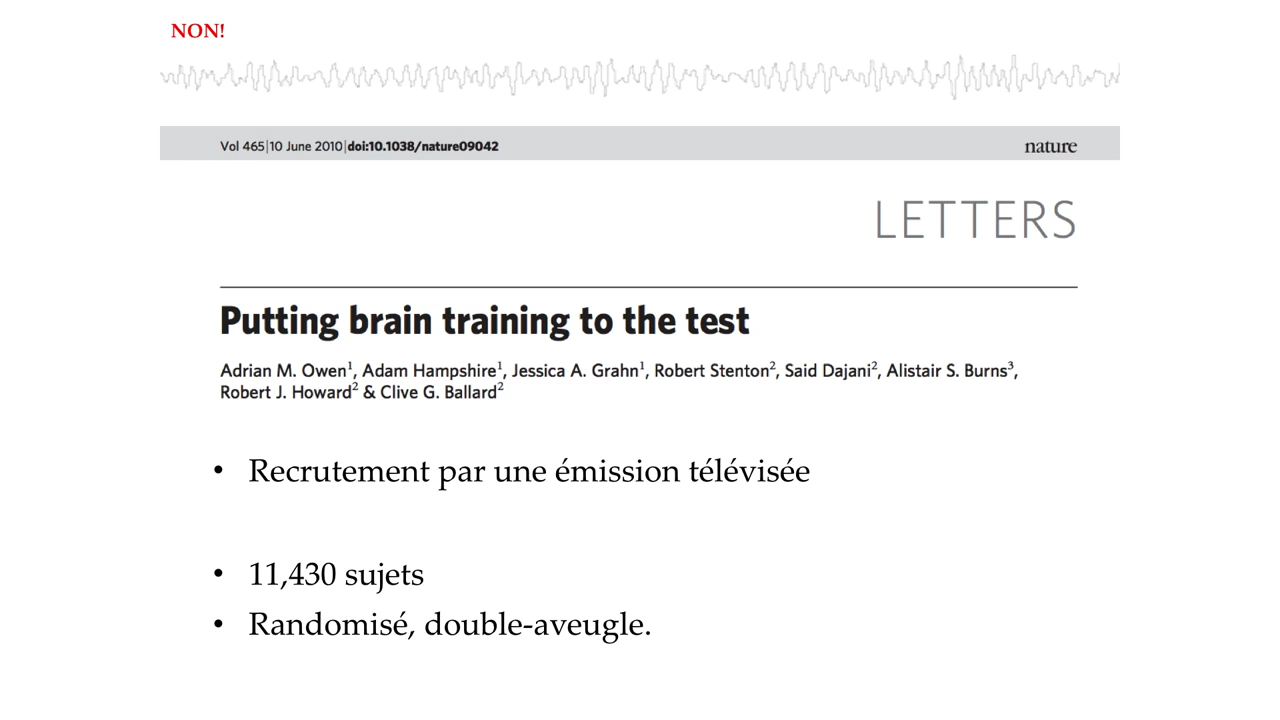 NON!
Vol 465|10 June 2010|doi:10.1038/nature09042
nature
LETTERS
Putting brain training to the test
Adrian M. Owen¹, Adam Hampshire¹, Jessica A. Grahn¹, Robert Stenton², Said Dajani², Alistair S. Burns³,
Robert J. Howard² & Clive G. Ballard²
• Recrutement par une émission télévisée
• 11,430 sujets
• Randomisé, double-aveugle.